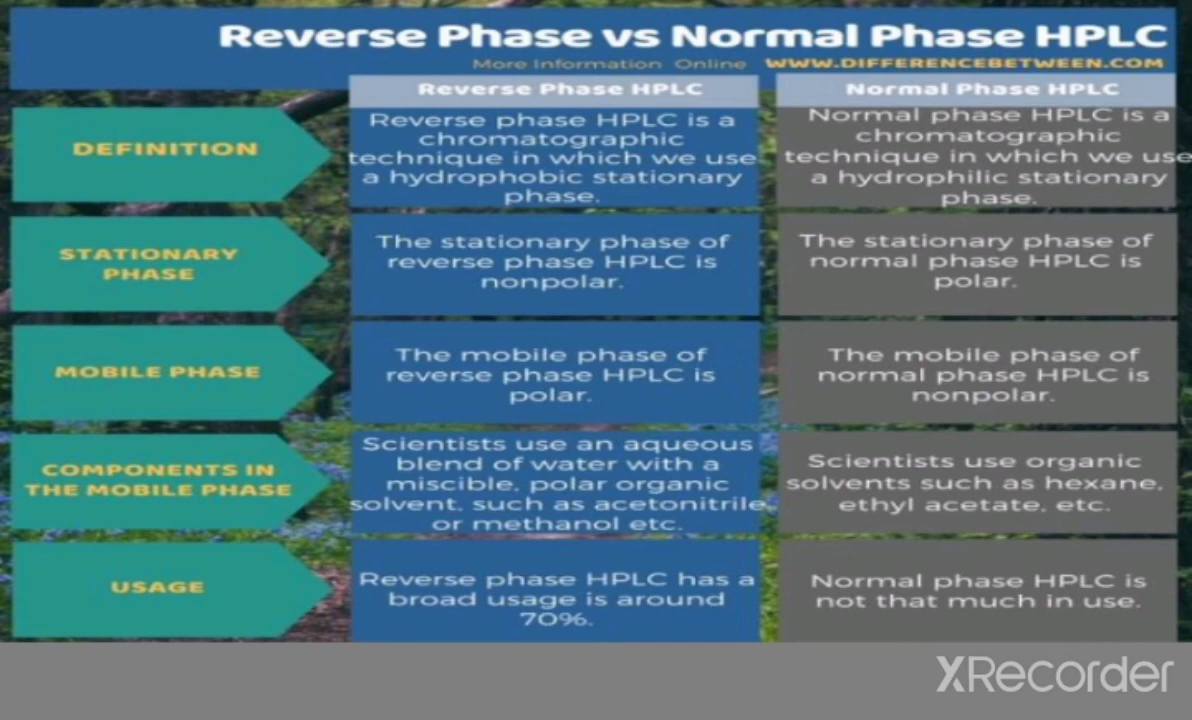 Reverse Phase vs Normal Phase HPLC
More Information Online WWW.DIFFERENCEBETWEEN.COM
Reverse Phase HPLC
Normal Phase HPLC
DEFINITION
Reverse phase HPLC is a
chromatographic
technique in which we use
a hydrophobic stationary
phase.
Normal phase HPLC is a
chromatographic
technique in which we use
a hydrophilic stationary
phase.
STATIONARY
PHASE
The stationary phase of
reverse phase HPLC is
nonpolar.
The stationary phase of
normal phase HPLC is
polar.
MOBILE PHASE
The mobile phase of
reverse phase HPLC is
polar.
The mobile phase of
normal phase HPLC is
nonpolar.
COMPONENTS IN
THE MOBILE PHASE
Scientists use an aqueous
blend of water with a
miscible, polar organic
solvent, such as acetonitrile
or methanol etc.
Scientists use organic
solvents such as hexane,
ethyl acetate, etc.
USAGE
Reverse phase HPLC has a
broad usage is around
70%.
Normal phase HPLC is
not that much in use.
XRecorder